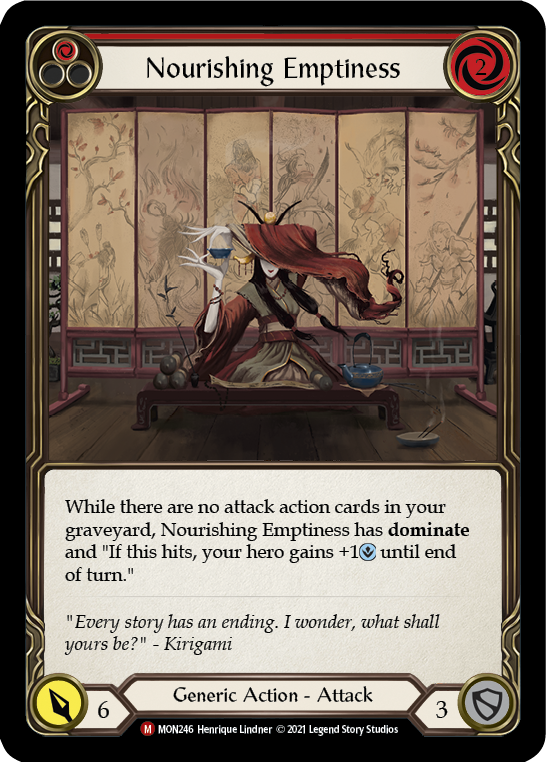 Nourishing Emptiness
2
While there are no attack action cards in your
graveyard, Nourishing Emptiness has dominate
and "If this hits, your hero gains +1 until end
of turn."
"Every story has an ending. I wonder, what shall
yours be?" - Kirigami
6
Generic Action - Attack
3
M MON246 Henrique Lindner © 2021 Legend Story Studios